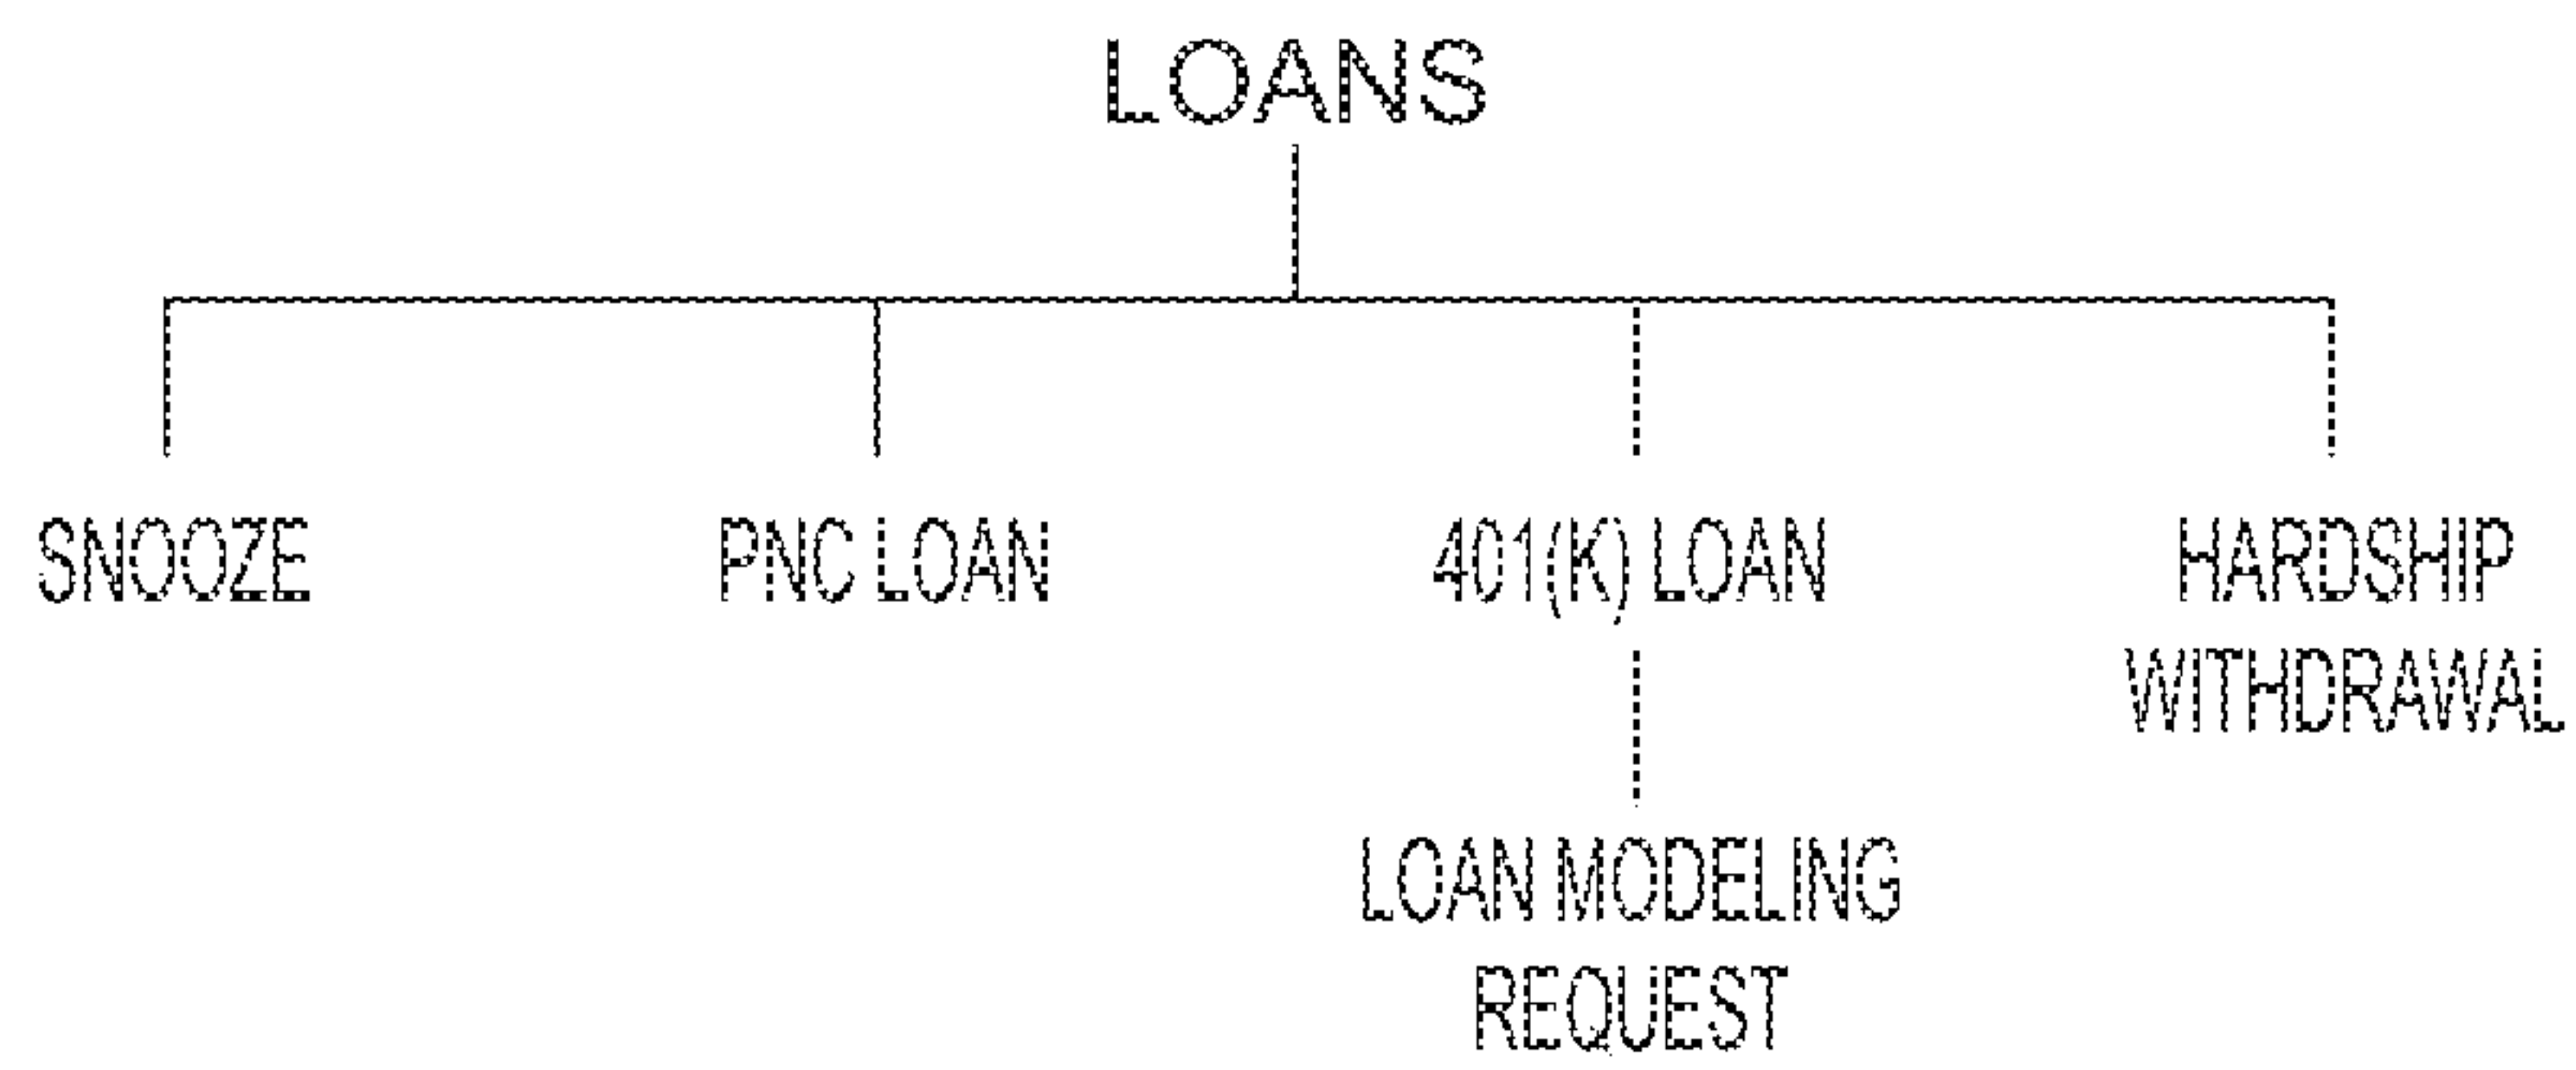 LOANS
SNOOZE
PNC LOAN
401(K) LOAN
HARDSHIP
WITHDRAWAL
LOAN MODELING
REQUEST